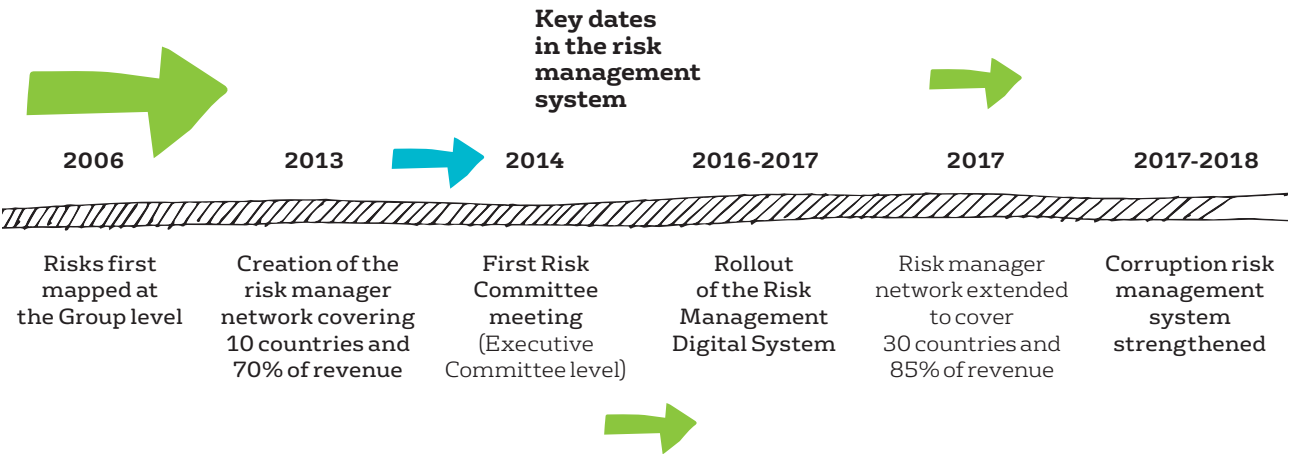 Key dates
in the risk
management
system
2006
Risks first
mapped at
the Group level
2013
Creation of the
risk manager
network covering
10 countries and
70% of revenue
2014
First Risk
Committee
meeting
(Executive
Committee level)
2016-2017
Rollout
of the Risk
Management
Digital System
2017
Risk manager
network extended
to cover
30 countries and
85% of revenue
2017-2018
Corruption risk
management
system
strengthened